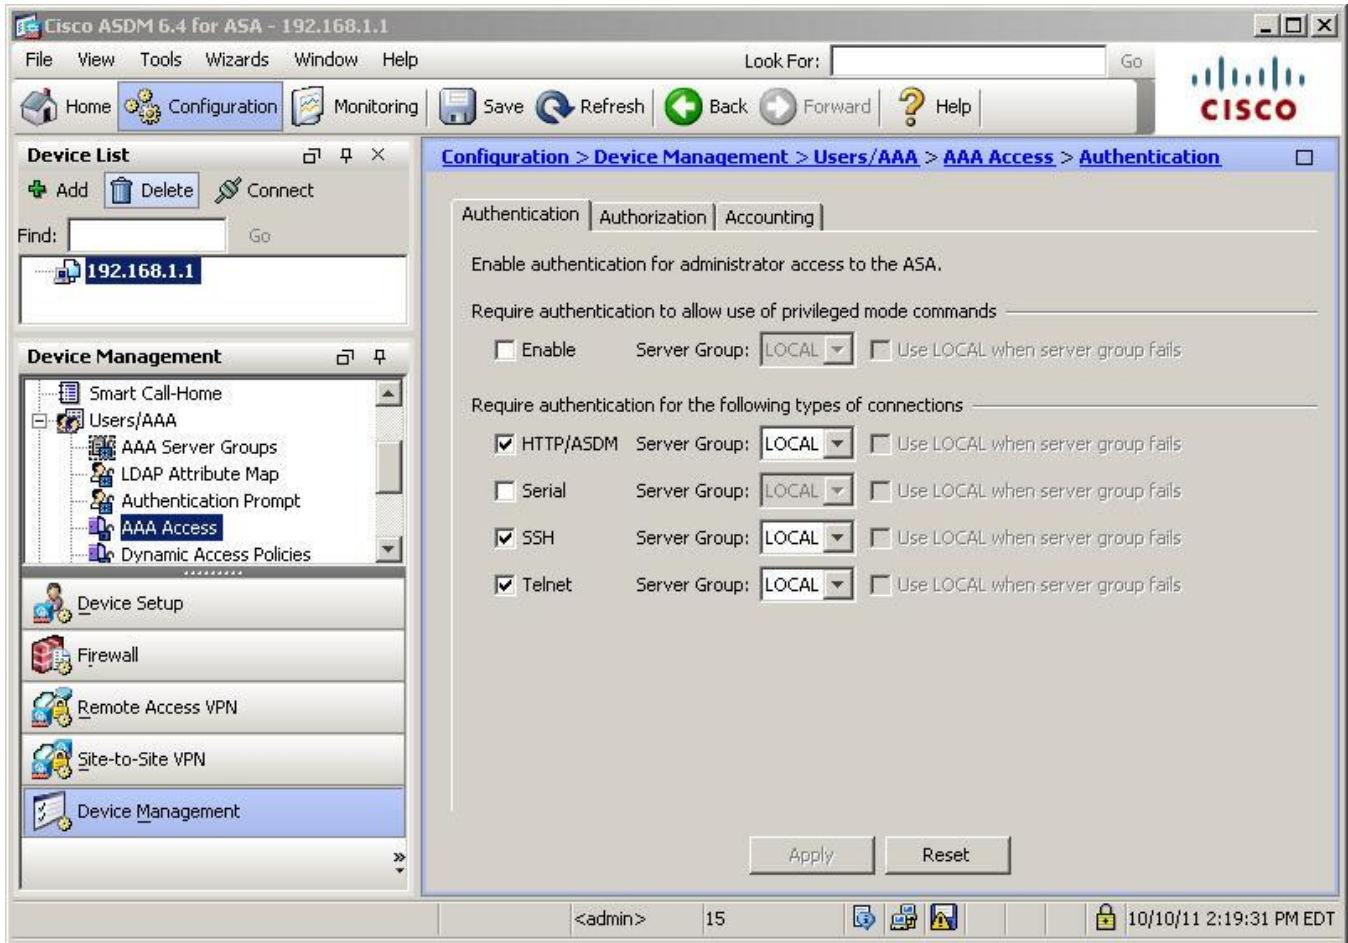 Cisco ASDM 6.4 for ASA - 192.168.1.1
File View Tools Wizards Window Help
Look For: Go
Home Configuration Monitoring Save Refresh Back Forward Help
CISCO
Device List
Add Delete Connect
Find: Go
192.168.1.1
Device Management
Smart Call-Home
Users/AAA
AAA Server Groups
LDAP Attribute Map
Authentication Prompt
AAA Access
Dynamic Access Policies
Device Setup
Firewall
Remote Access VPN
Site-to-Site VPN
Device Management
Configuration > Device Management > Users/AAA > AAA Access > Authentication
Authentication Authorization Accounting
Enable authentication for administrator access to the ASA.
Require authentication to allow use of privileged mode commands
Enable Server Group: LOCAL Use LOCAL when server group fails
Require authentication for the following types of connections
HTTP/ASDM Server Group: LOCAL Use LOCAL when server group fails
Serial Server Group: LOCAL Use LOCAL when server group fails
SSH Server Group: LOCAL Use LOCAL when server group fails
Telnet Server Group: LOCAL Use LOCAL when server group fails
Apply Reset
<admin> 15 10/10/11 2:19:31 PM EDT